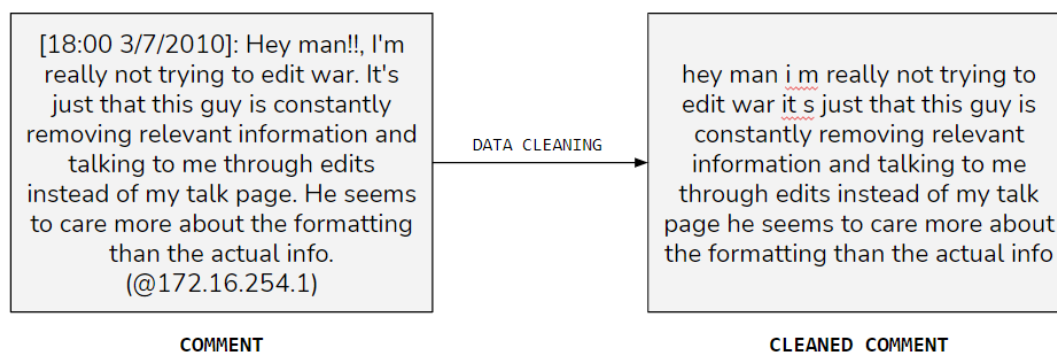 [18:00 3/7/2010]: Hey man!!, I'm
really not trying to edit war. It's
just that this guy is constantly
removing relevant information and
talking to me through edits
instead of my talk page. He seems
to care more about the formatting
than the actual info.
(@172.16.254.1)
COMMENT
DATA CLEANING
hey man i m really not trying to
edit war it s just that this guy is
constantly removing relevant
information and talking to me
through edits instead of my talk
page he seems to care more about
the formatting than the actual info
CLEANED COMMENT